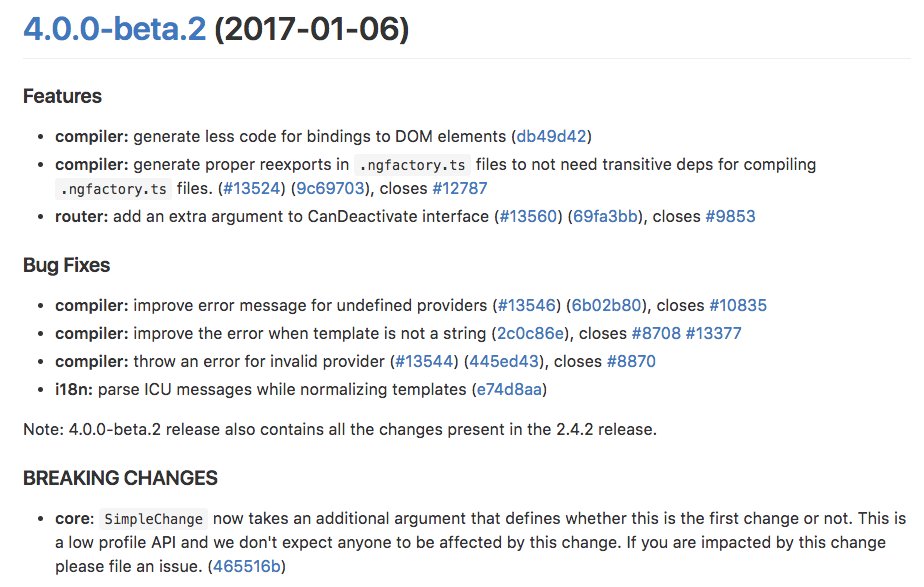 4.0.0-beta.2 (2017-01-06)
Features
• compiler: generate less code for bindings to DOM elements (db49d42)
• compiler: generate proper reexports in .ngfactory.ts files to not need transitive deps for compiling
.ngfactory.ts files. (#13524) (9c69703), closes #12787
• router: add an extra argument to CanDeactivate interface (#13560) (69fa3bb), closes #9853
Bug Fixes
• compiler: improve error message for undefined providers (#13546) (6b02b80), closes #10835
• compiler: improve the error when template is not a string (2c0c86e), closes #8708 #13377
• compiler: throw an error for invalid provider (#13544) (445ed43), closes #8870
• i18n: parse ICU messages while normalizing templates (e74d8aa)
Note: 4.0.0-beta.2 release also contains all the changes present in the 2.4.2 release.
BREAKING CHANGES
• core: SimpleChange now takes an additional argument that defines whether this is the first change or not. This is
a low profile API and we don't expect anyone to be affected by this change. If you are impacted by this change
please file an issue. (465516b)